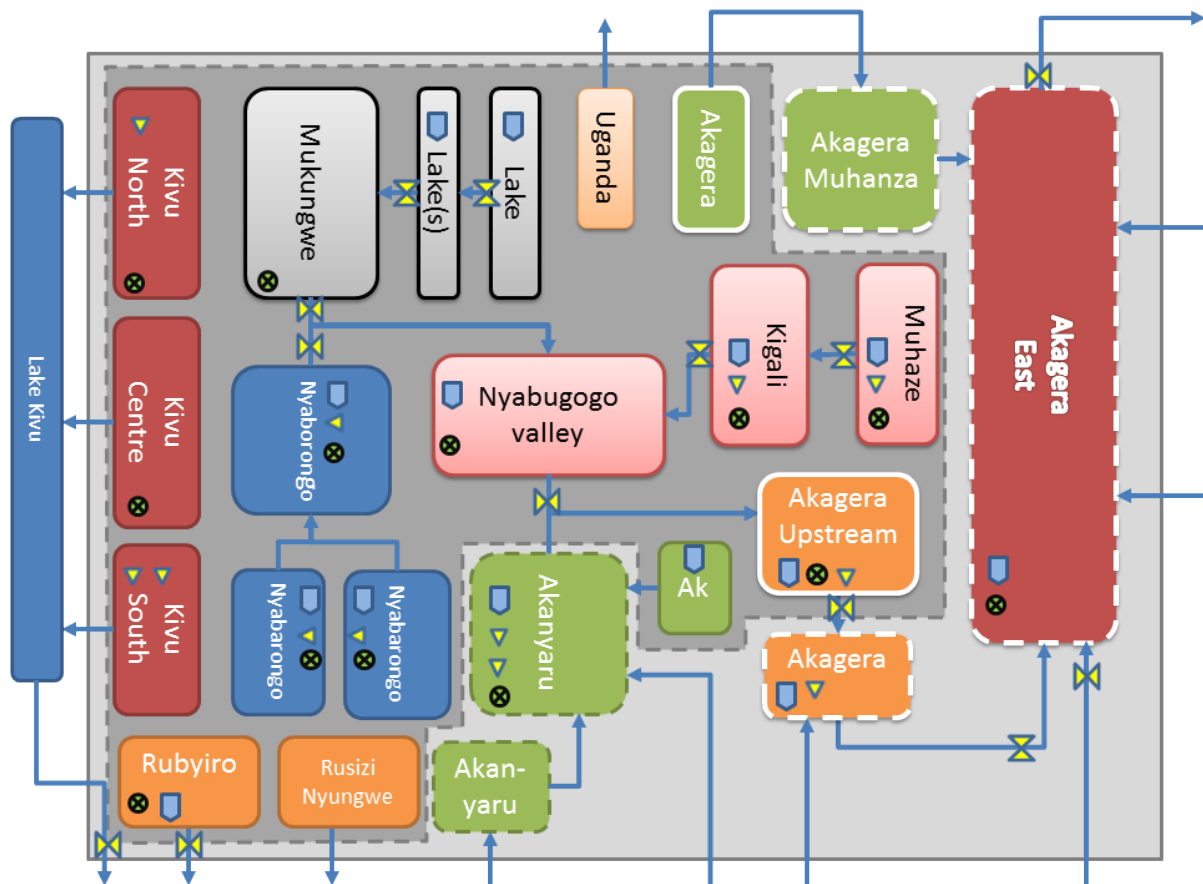 Lake Kivu
Kivu
North
Kivu
Centre
Kivu
South
Mukungwe
Lake(s)
Lake
Uganda
Akagera
Akagera
Muhanza
Akagera
East
Nyaborongo
Nyabugogo
valley
Kigali
Muhaze
Nyabarongo
Nyabarongo
Akanyaru
Ak
Akagera
Upstream
Akagera
Rubyiro
Rusizi
Nyungwe
Akan-
yaru